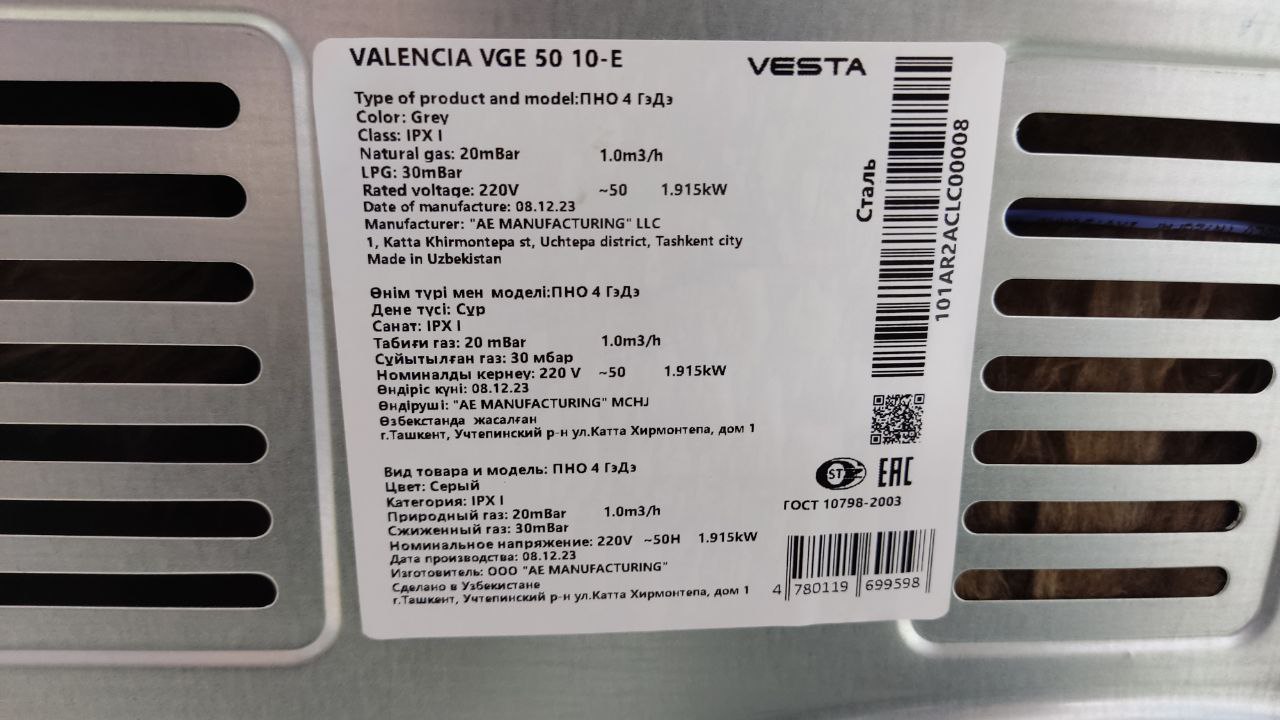 VALENCIA VGE 50 10-E
VESTA
Type of product and model:ПНО 4 ГэДэ
Color: Grey
Class: IPX I
Natural gas: 20mBar 1.0m3/h
LPG: 30mBar
Rated voltage: 220V ~50 1.915kW
Date of manufacture: 08.12.23
Manufacturer: "AE MANUFACTURING" LLC
1, Katta Khirmontepa st, Uchtepa district, Tashkent city
Made in Uzbekistan
Өнім түрі мен моделі:ПНО 4 ГэДэ
Дене түсі: Сұр
Санат: IPX I
Табиғи газ: 20 mBar 1.0m3/h
Сұйытылған газ: 30 мбар
Номиналды кернеу: 220 V ~50 1.915kW
Өндіріс күні: 08.12.23
Өндіруші: "AE MANUFACTURING" MCHJ
Өзбекстанда жасалған
г.Ташкент, Учтепинский р-н ул.Катта Хирмонтепа, дом 1
Вид товара и модель: ПНО 4 ГэДэ
Цвет: Серый
Категория: IPX I
Природный газ: 20mBar 1.0m3/h
Сжиженный газ: 30mBar
Номинальное напряжение: 220V ~50H 1.915kW
Дата производства: 08.12.23
Изготовитель: ООО "AE MANUFACTURING"
Сделано в Узбекистане
г.Ташкент, Учтепинский р-н ул.Катта Хирмонтепа, дом 1
Сталь
101AR2ACLC00008
ST
EAC
ГОСТ 10798-2003
4 780119 699598